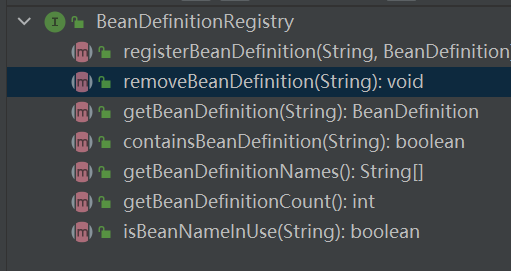 BeanDefinitionRegistry
registerBeanDefinition(String, BeanDefinition
removeBeanDefinition(String): void
getBeanDefinition(String): BeanDefinition
containsBeanDefinition(String): boolean
getBeanDefinitionNames(): String[]
getBeanDefinitionCount(): int
isBeanNameInUse(String): boolean